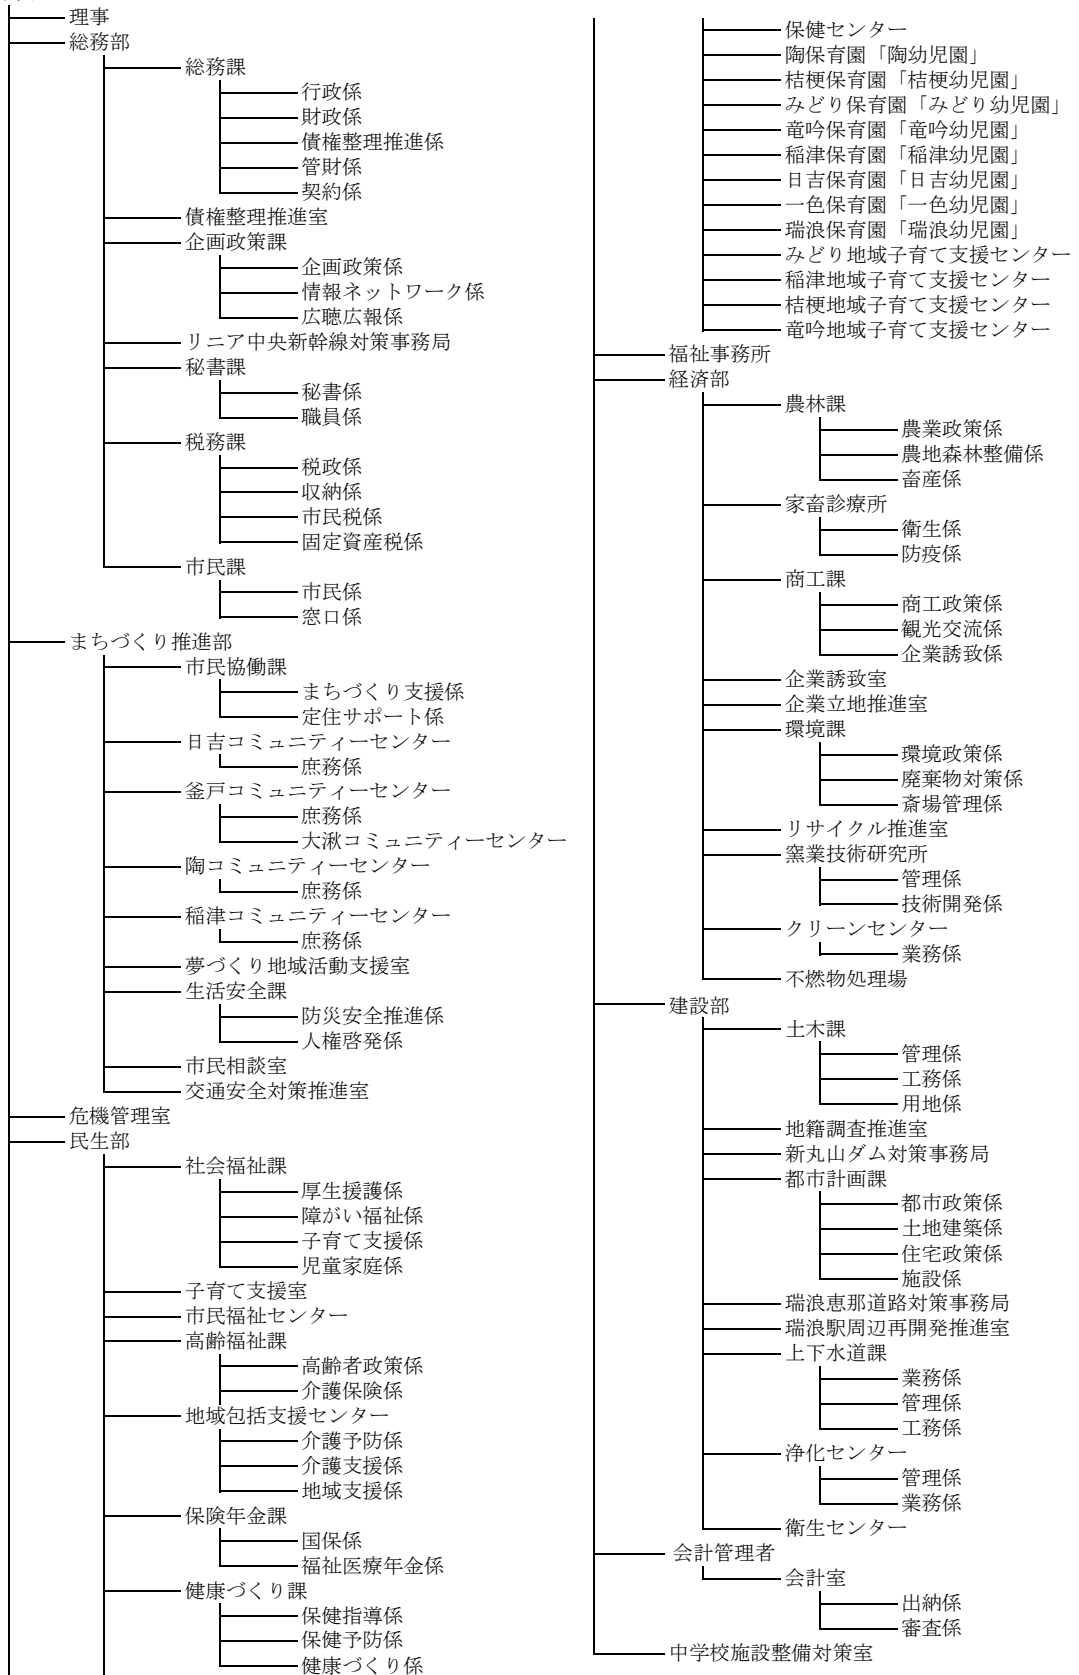 理事
総務部
総務課
行政係
財政係
債権整理推進係
管財係
契約係
債権整理推進室
企画政策課
企画政策係
情報ネットワーク係
広聴広報係
リニア中央新幹線対策事務局
秘書課
秘書係
職員係
税務課
税政係
収納係
市民税係
固定資産税係
市民課
市民係
窓口係
まちづくり推進部
市民協働課
まちづくり支援係
定住サポート係
日吉コミュニティーセンター
庶務係
釜戸コミュニティーセンター
庶務係
大湫コミュニティーセンター
陶コミュニティーセンター
庶務係
稲津コミュニティーセンター
庶務係
夢づくり地域活動支援室
生活安全課
防災安全推進係
人権啓発係
市民相談室
交通安全対策推進室
危機管理室
民生部
社会福祉課
厚生援護係
障がい福祉係
子育て支援係
児童家庭係
子育て支援室
市民福祉センター
高齢福祉課
高齢者政策係
介護保険係
地域包括支援センター
介護予防係
介護支援係
地域支援係
保険年金課
国保係
福祉医療年金係
健康づくり課
保健指導係
保健予防係
健康づくり係
保健センター
陶保育園「陶幼児園」
桔梗保育園「桔梗幼児園」
みどり保育園「みどり幼児園」
竜吟保育園「竜吟幼児園」
稲津保育園「稲津幼児園」
日吉保育園「日吉幼児園」
一色保育園「一色幼児園」
瑞浪保育園「瑞浪幼児園」
みどり地域子育て支援センター
稲津地域子育て支援センター
桔梗地域子育て支援センター
竜吟地域子育て支援センター
福祉事務所
経済部
農林課
農業政策係
農地森林整備係
畜産係
家畜診療所
衛生係
防疫係
商工課
商工政策係
観光交流係
企業誘致係
企業誘致室
企業立地推進室
環境課
環境政策係
廃棄物対策係
斎場管理係
リサイクル推進室
窯業技術研究所
管理係
技術開発係
クリーンセンター
業務係
不燃物処理場
建設部
土木課
管理係
工務係
用地係
地籍調査推進室
新丸山ダム対策事務局
都市計画課
都市政策係
土地建築係
住宅政策係
施設係
瑞浪恵那道路対策事務局
瑞浪駅周辺再開発推進室
上下水道課
業務係
管理係
工務係
浄化センター
管理係
業務係
衛生センター
会計管理者
会計室
出納係
審査係
中学校施設整備対策室